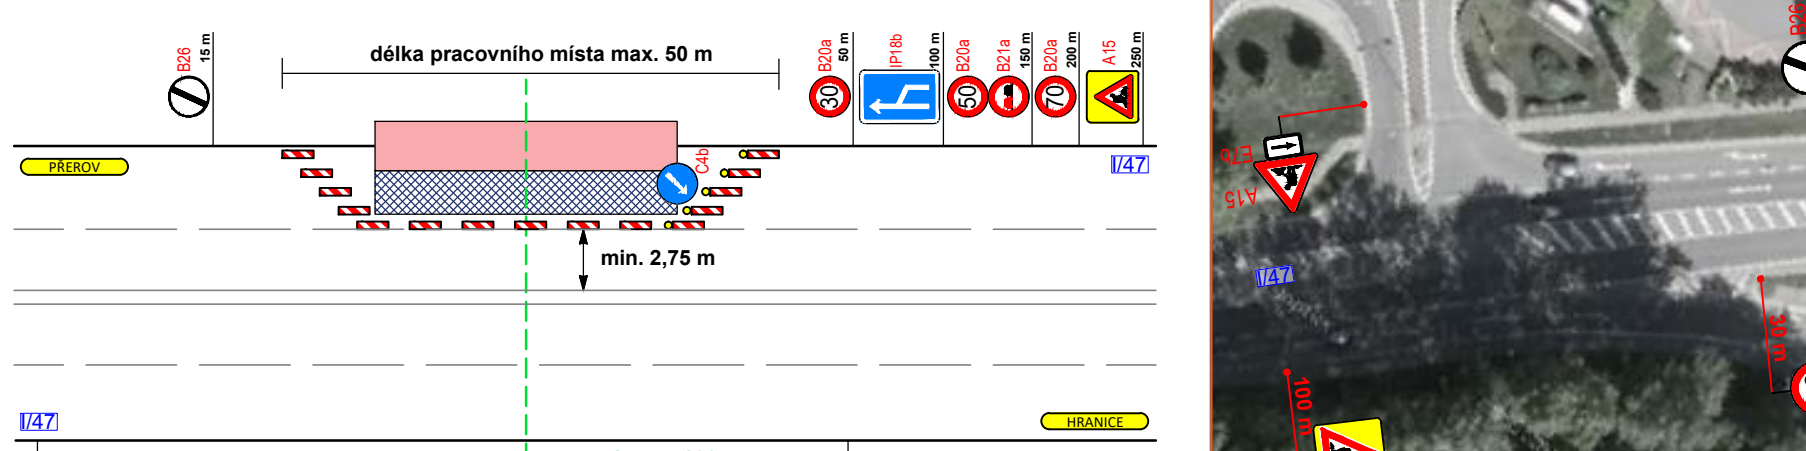 B26
15 m
délka pracovního místa max. 50 m
B20a
50 m
30
IP18b
100 m
B20a
50
B21a
150 m
B20a
200 m
70
A15
250 m
PŘEROV
C4b
I/47
min. 2,75 m
I/47
HRANICE
B26
E7b
A15
I/47
30 m
100 m